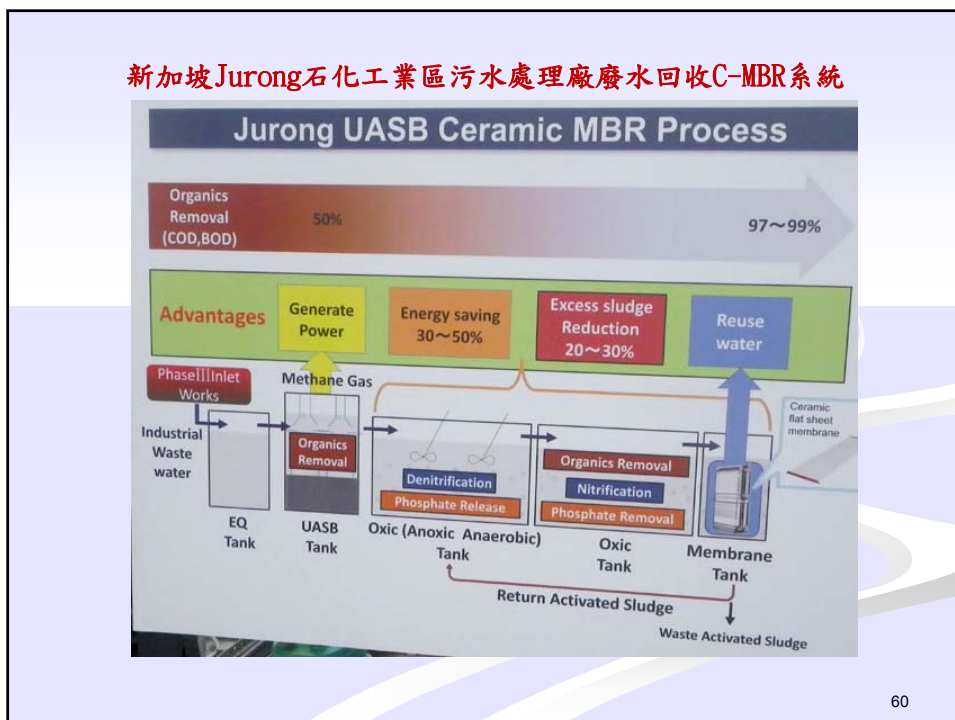 新加坡Jurong石化工業區污水處理廠廢水回收C-MBR系統
Jurong UASB Ceramic MBR Process
Organics
Removal
(COD,BOD)
50%
97～99%
Advantages
Generate
Power
Energy saving
30～50%
Excess sludge
Reduction
20～30%
Reuse
water
PhaseⅢInlet
Works
Methane Gas
Ceramic
flat sheet
membrane
Industrial
Waste
water
Organics
Removal
Denitrification
Phosphate Release
Organics Removal
Nitrification
Phosphate Removal
EQ
Tank
UASB
Tank
Oxic (Anoxic Anaerobic)
Tank
Oxic
Tank
Membrane
Tank
Return Activated Sludge
Waste Activated Sludge
60